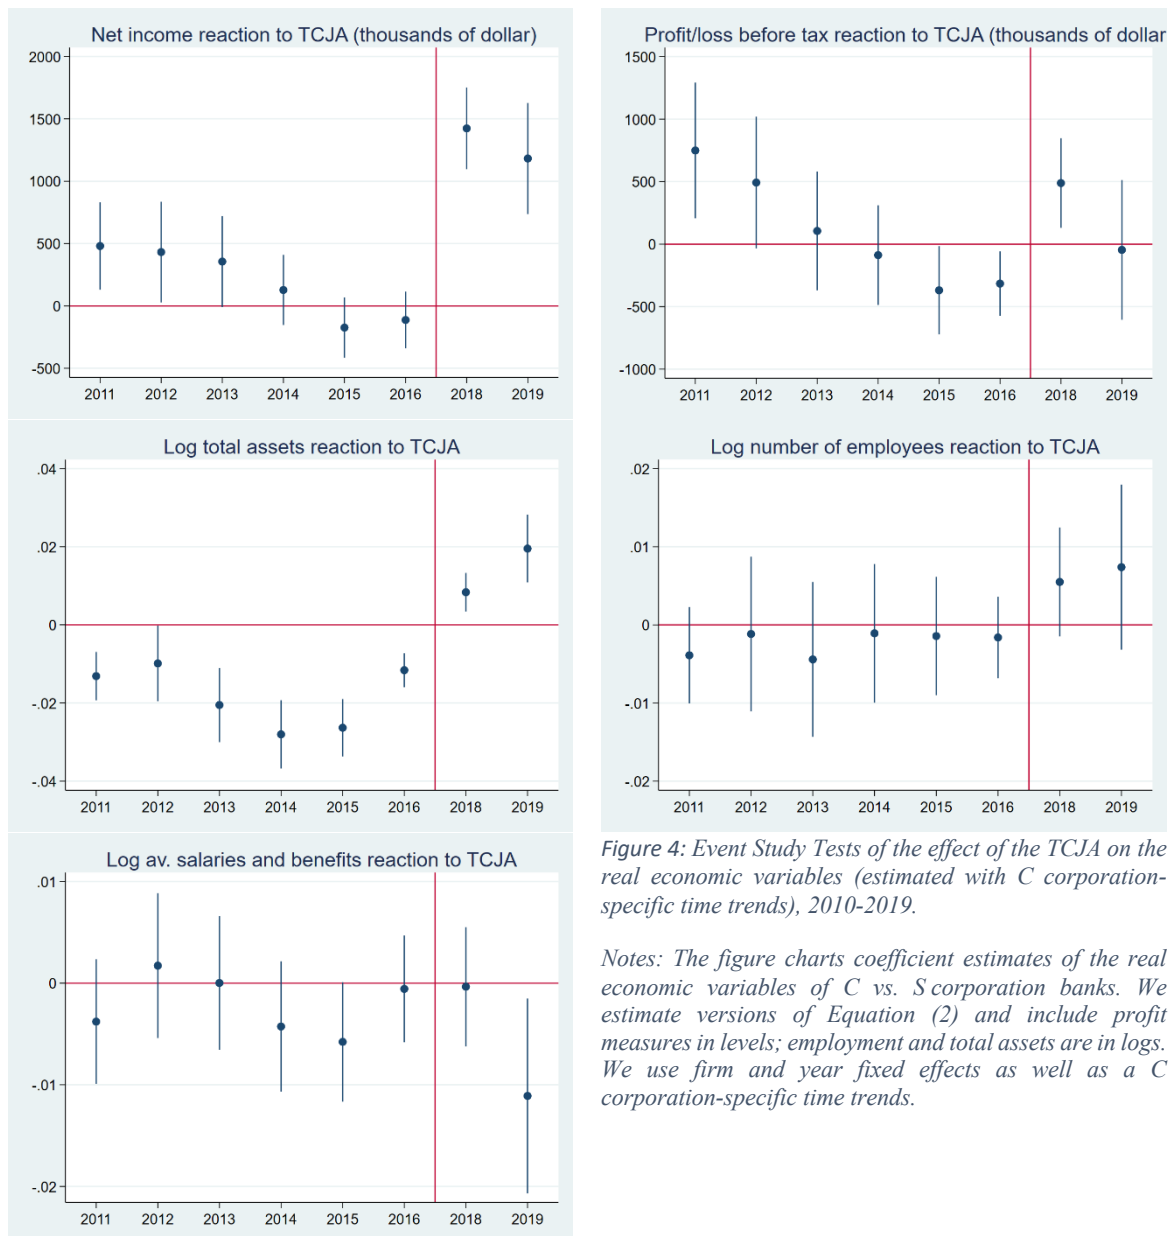 Net income reaction to TCJA (thousands of dollar)
2000
1500
1000
500
0
-500
2011 2012 2013 2014 2015 2016 2018 2019
Profit/loss before tax reaction to TCJA (thousands of dollar
1500
1000
500
0
-500
-1000
2011 2012 2013 2014 2015 2016 2018 2019
Log total assets reaction to TCJA
.04
.02
0
-.02
-.04
2011 2012 2013 2014 2015 2016 2018 2019
Log number of employees reaction to TCJA
.02
.01
0
-.01
-.02
2011 2012 2013 2014 2015 2016 2018 2019
Log av. salaries and benefits reaction to TCJA
.01
0
-.01
-.02
2011 2012 2013 2014 2015 2016 2018 2019
Figure 4: Event Study Tests of the effect of the TCJA on the
real economic variables (estimated with C corporation-
specific time trends), 2010-2019.
Notes: The figure charts coefficient estimates of the real
economic variables of C vs. S corporation banks. We
estimate versions of Equation (2) and include profit
measures in levels; employment and total assets are in logs.
We use firm and year fixed effects as well as a C
corporation-specific time trends.